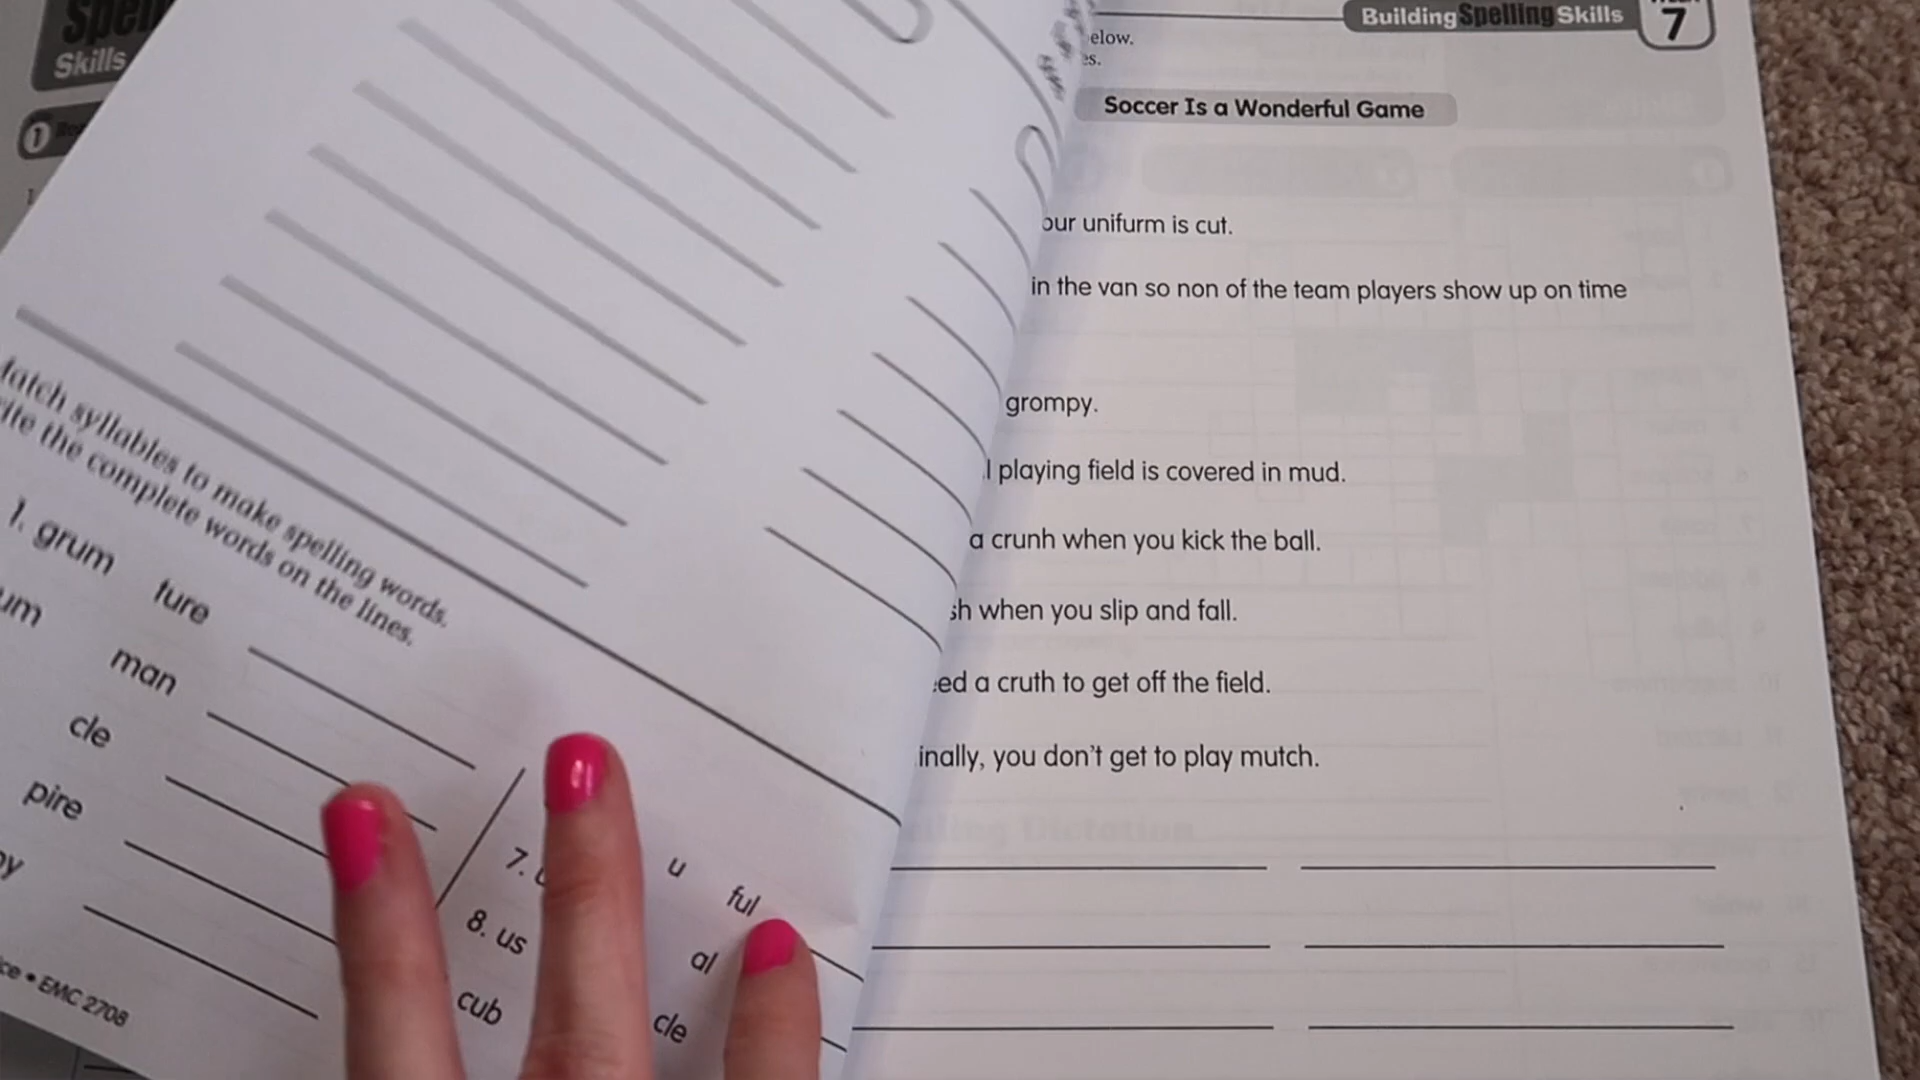 Spell
Skills
1
Match syllables to make spelling words.
the complete words on the lines.
1. grum ture
um man
cle
pire
7.
u ful
8. us al
cub cle
EMC 2708
Building Spelling Skills
7
elow.
es.
Soccer Is a Wonderful Game
our unifurm is cut.
in the van so non of the team players show up on time
grompy.
l playing field is covered in mud.
a crunh when you kick the ball.
sh when you slip and fall.
ed a cruth to get off the field.
inally, you don't get to play mutch.